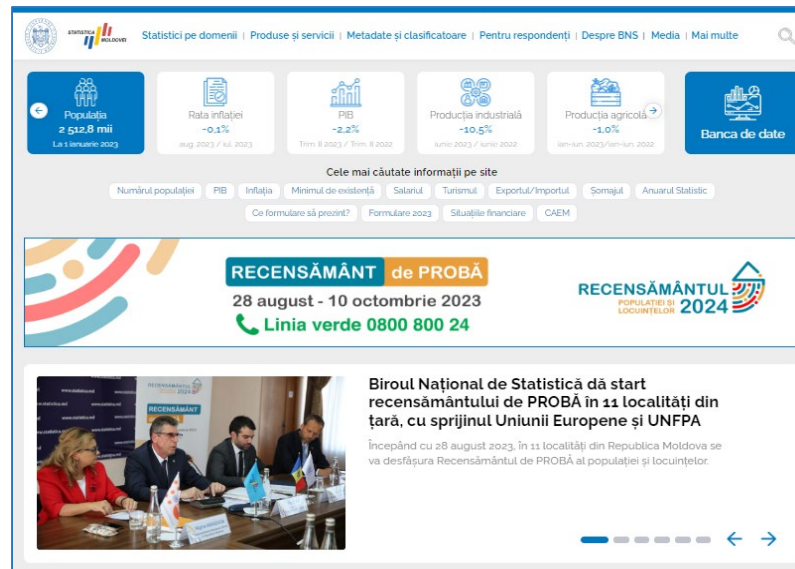 STATISTICA MOLDOVEI
Statistici pe domenii | Produse și servicii | Metadate și clasificatoare | Pentru respondenți | Despre BNS | Media | Mai multe
Populația
2 512,8 mii
La 1 ianuarie 2023
Rata inflației
-0,1%
aug. 2023 / iul. 2023
PIB
-2,2%
Trim. II 2023 / Trim. II 2022
Producția industrială
-10,5%
iunie 2023 / iunie 2022
Producția agricolă
-1,0%
ian-iun. 2023/ian-iun. 2022
Banca de date
Cele mai căutate informații pe site
Numărul populației PIB Inflația Minimul de existență Salariul Turismul Exportul/Importul Șomajul Anuarul Statistic
Ce formulare să prezint? Formulare 2023 Situațiile financiare CAEM
RECENSĂMÂNT de PROBĂ
28 august - 10 octombrie 2023
Linia verde 0800 800 24
RECENSĂMÂNTUL
POPULAȚIEI ȘI
LOCUINȚELOR 2024
Biroul Național de Statistică dă start
recensământului de PROBĂ în 11 localități din
țară, cu sprijinul Uniunii Europene și UNFPA
Începând cu 28 august 2023, în 11 localități din Republica Moldova se
va desfășura Recensământul de PROBĂ al populației și locuințelor.